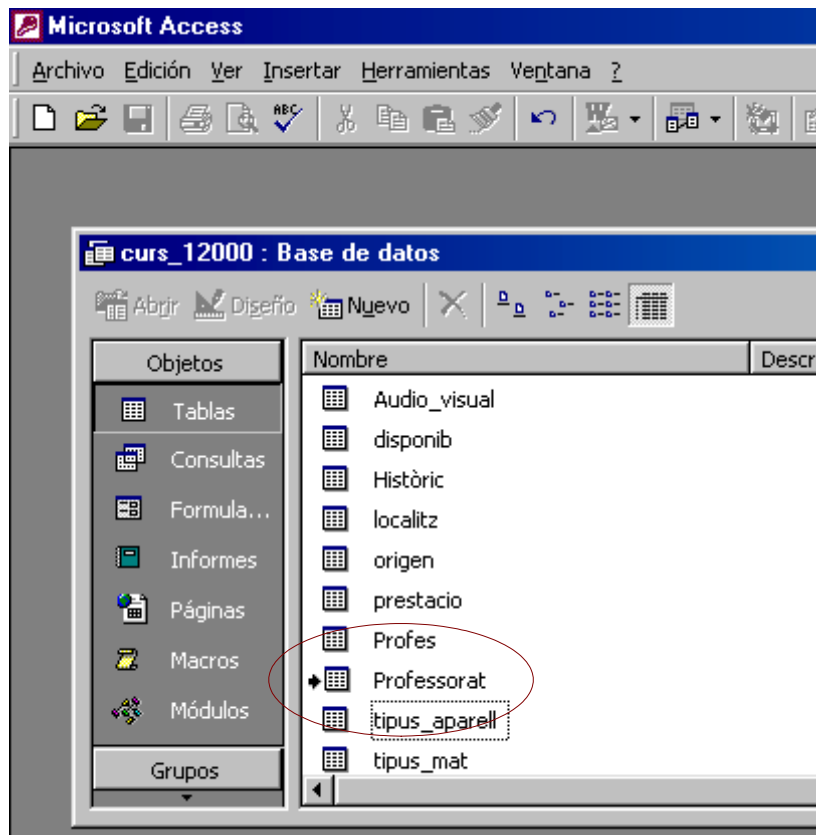 Microsoft Access
Archivo Edición Ver Insertar Herramientas Ventana ?
ABC
curs_12000 : Base de datos
Abrir Diseño Nuevo
Objetos
Nombre
Descr
Tablas
Audio_visual
Consultas
disponib
Històric
Formula...
localitz
Informes
origen
Páginas
prestacio
Profes
Macros
Professorat
Módulos
tipus_aparell
Grupos
tipus_mat